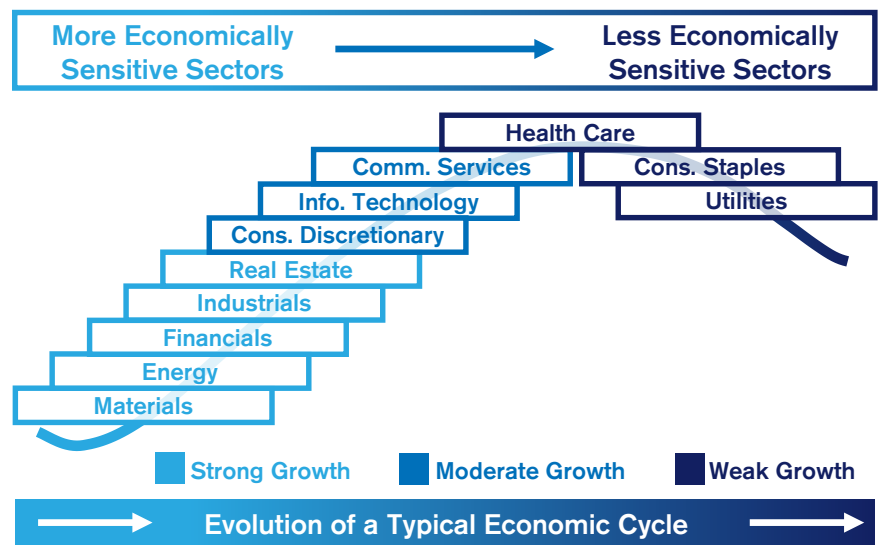 More Economically
Sensitive Sectors
Less Economically
Sensitive Sectors
Health Care
Comm. Services
Cons. Staples
Info. Technology
Utilities
Cons. Discretionary
Real Estate
Industrials
Financials
Energy
Materials
Strong Growth
Moderate Growth
Weak Growth
Evolution of a Typical Economic Cycle